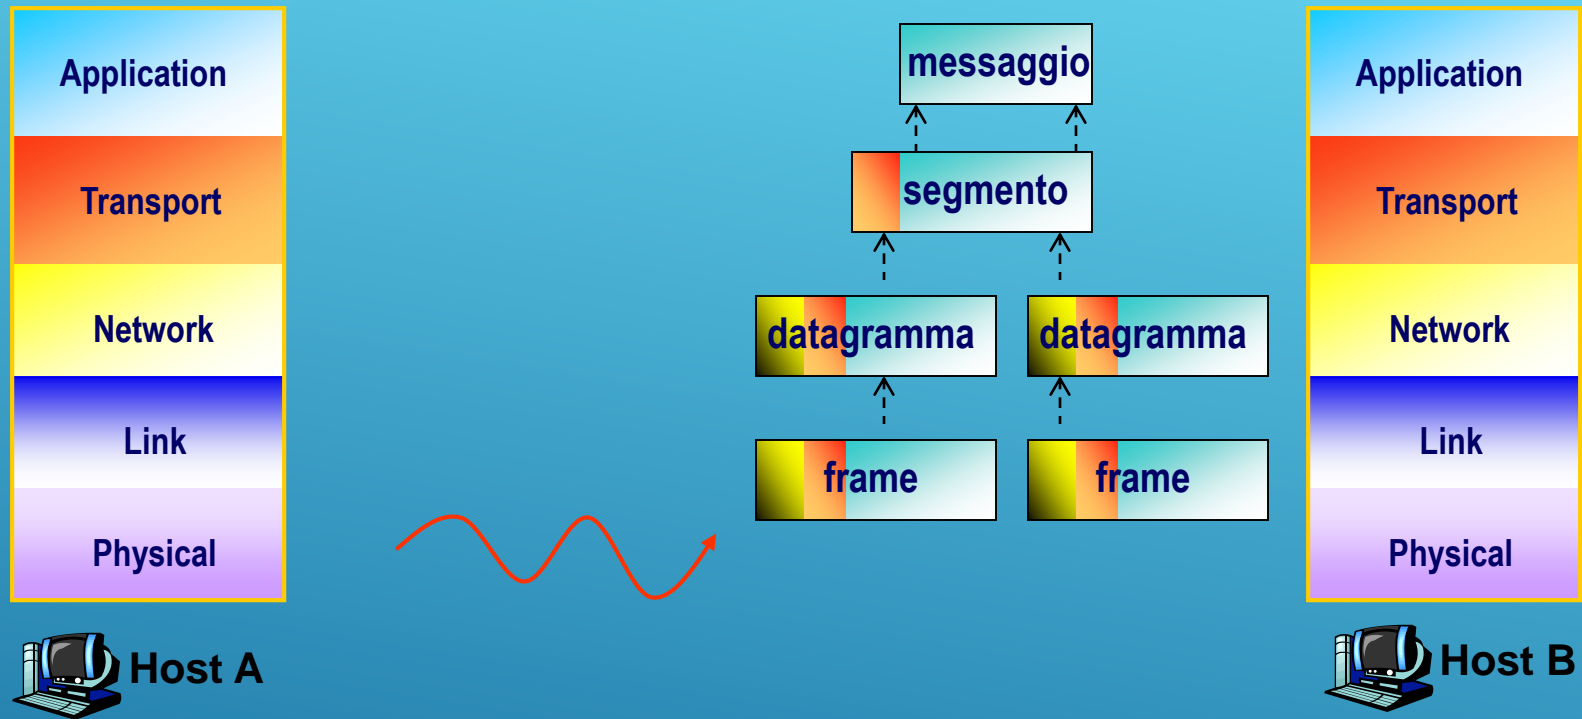 Application
Transport
Network
Link
Physical
Host A
messaggio
segmento
datagramma
datagramma
frame
frame
Application
Transport
Network
Link
Physical
Host B